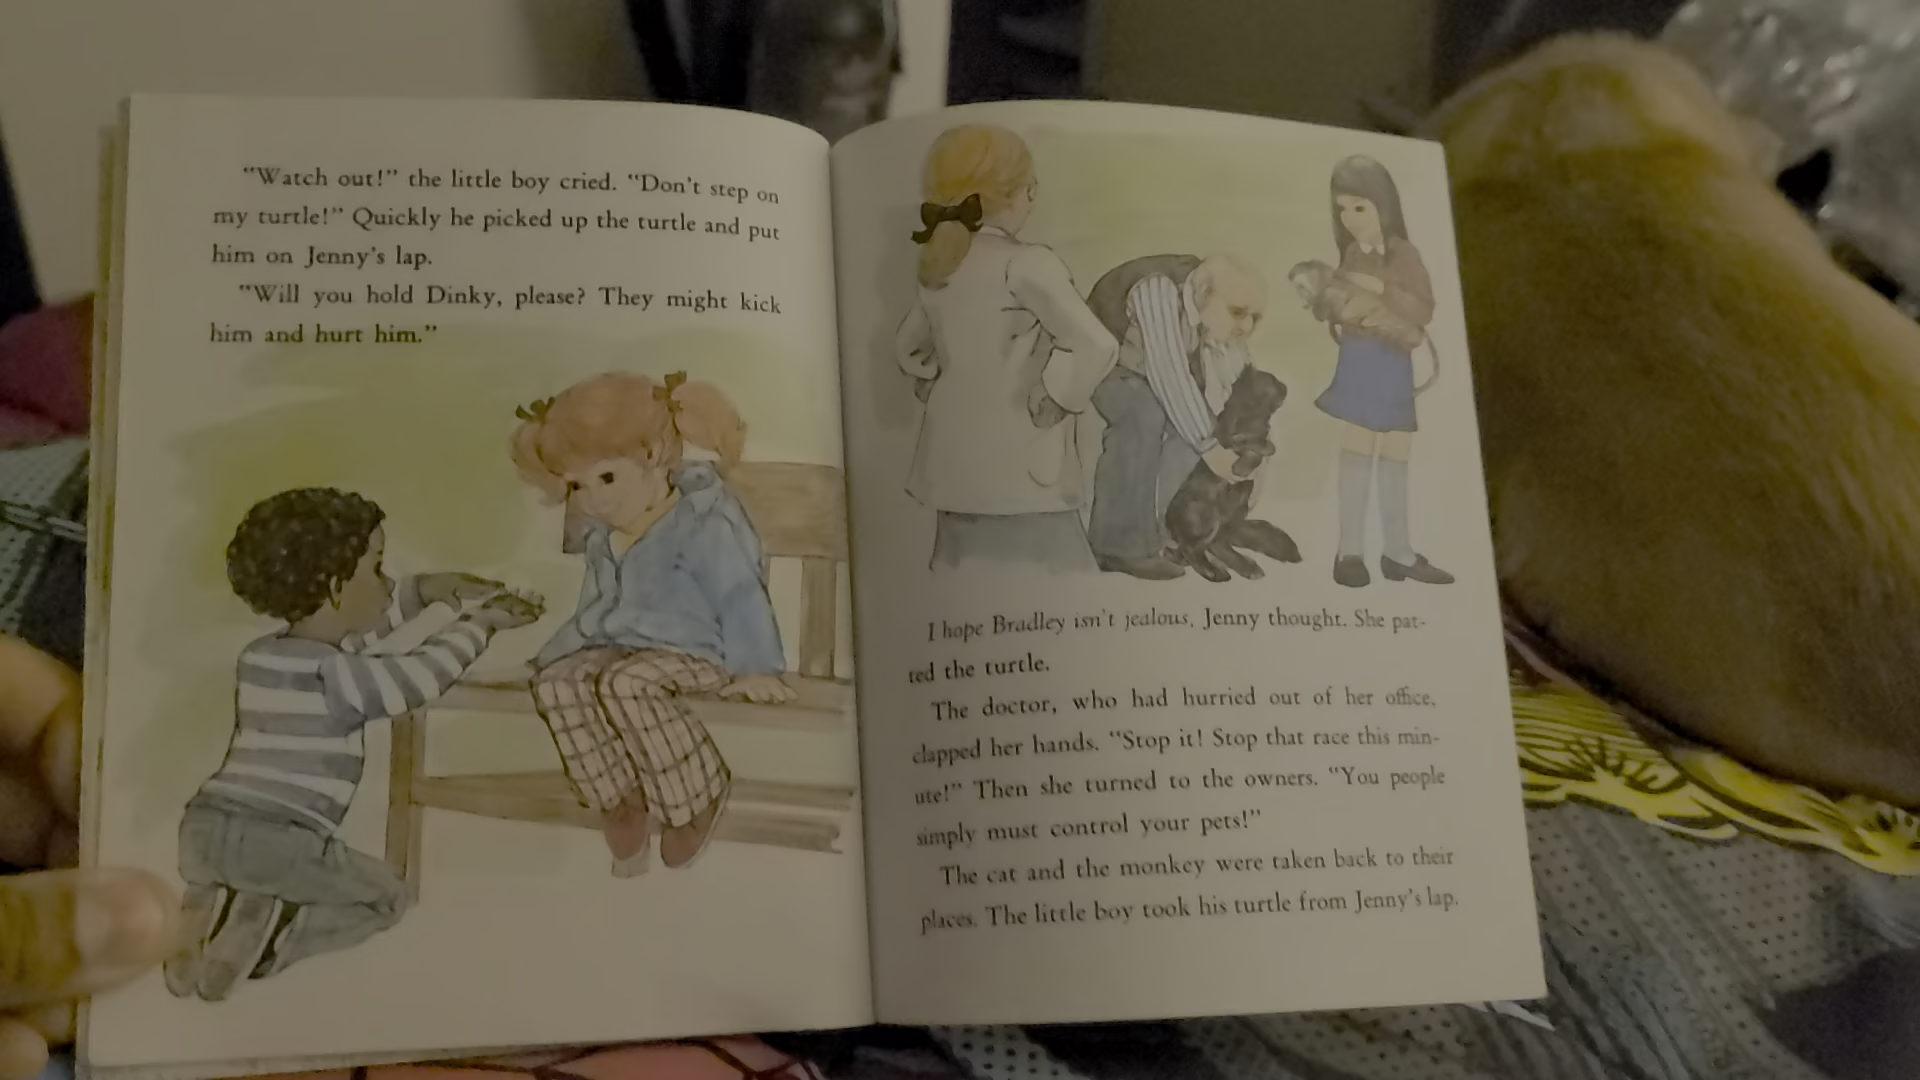 “Watch out!” the little boy cried. “Don't step on
my turtle!” Quickly he picked up the turtle and put
him on Jenny's lap.
“Will you hold Dinky, please? They might kick
him and hurt him.”
I hope Bradley isn't jealous, Jenny thought. She pat-
ted the turtle.
The doctor, who had hurried out of her office,
clapped her hands. “Stop it! Stop that race this min-
ute!” Then she turned to the owners. “You people
simply must control your pets!”
The cat and the monkey were taken back to their
places. The little boy took his turtle from Jenny's lap.